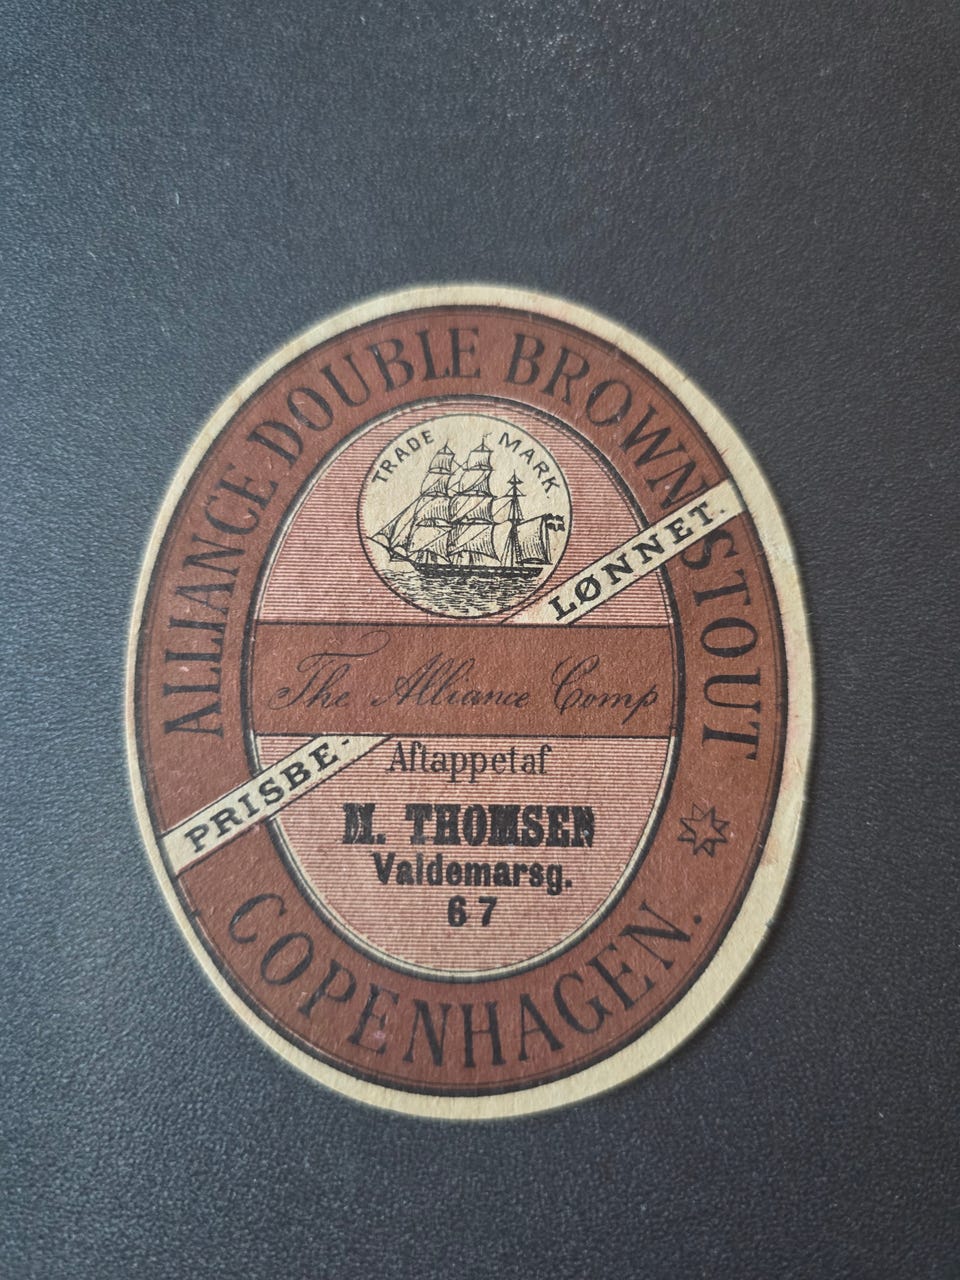 ALLIANCE DOUBLE BROWN STOUT
TRADE MARK.
PRISBE-LØNNET.
The Alliance Comp
Aftappet af
M. THOMSEN
Valdemarsg.
67
COPENHAGEN.